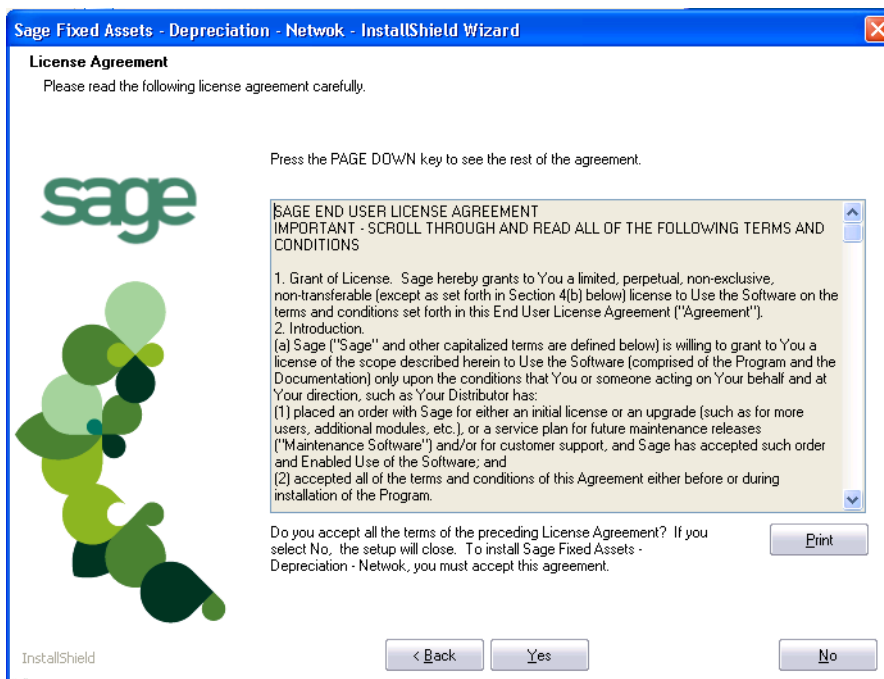 Sage Fixed Assets - Depreciation - Netwok - InstallShield Wizard
License Agreement
Please read the following license agreement carefully.
Press the PAGE DOWN key to see the rest of the agreement.
sage
SAGE END USER LICENSE AGREEMENT
IMPORTANT - SCROLL THROUGH AND READ ALL OF THE FOLLOWING TERMS AND
CONDITIONS
1. Grant of License.  Sage hereby grants to You a limited, perpetual, non-exclusive,
non-transferable (except as set forth in Section 4(b) below) license to Use the Software on the
terms and conditions set forth in this End User License Agreement ("Agreement").
2. Introduction.
(a) Sage ("Sage" and other capitalized terms are defined below) is willing to grant to You a
license of the scope described herein to Use the Software (comprised of the Program and the
Documentation) only upon the conditions that You or someone acting on Your behalf and at
Your direction, such as Your Distributor has:
(1) placed an order with Sage for either an initial license or an upgrade (such as for more
users, additional modules, etc.), or a service plan for future maintenance releases
("Maintenance Software") and/or for customer support, and Sage has accepted such order
and Enabled Use of the Software; and
(2) accepted all of the terms and conditions of this Agreement either before or during
installation of the Program.
Do you accept all the terms of the preceding License Agreement?  If you
select No,  the setup will close.  To install Sage Fixed Assets -
Depreciation - Netwok, you must accept this agreement.
Print
InstallShield
< Back
Yes
No